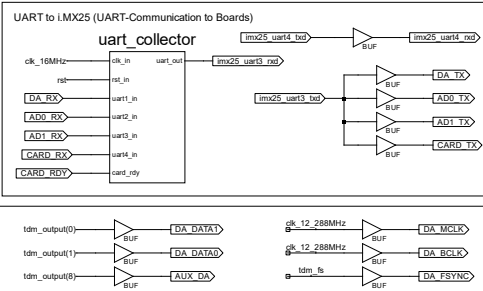 UART to i.MX25 (UART-Communication to Boards)
uart_collector
clk_16MHz
clk_in
uart_out
imx25_uart3_rxd
rst
rst_in
DA_RX
uart1_in
AD0_RX
uart2_in
AD1_RX
uart3_in
CARD_RX
uart4_in
CARD_RDY
card_rdy
imx25_uart4_txd
BUF
imx25_uart4_rxd
imx25_uart3_txd
BUF
DA_TX
BUF
AD0_TX
BUF
AD1_TX
BUF
CARD_TX
tdm_output(0)
BUF
DA_DATA1
tdm_output(1)
BUF
DA_DATA0
tdm_output(8)
BUF
AUX_DA
clk_12_288MHz
BUF
DA_MCLK
clk_12_288MHz
BUF
DA_BCLK
tdm_fs
BUF
DA_FSYNC